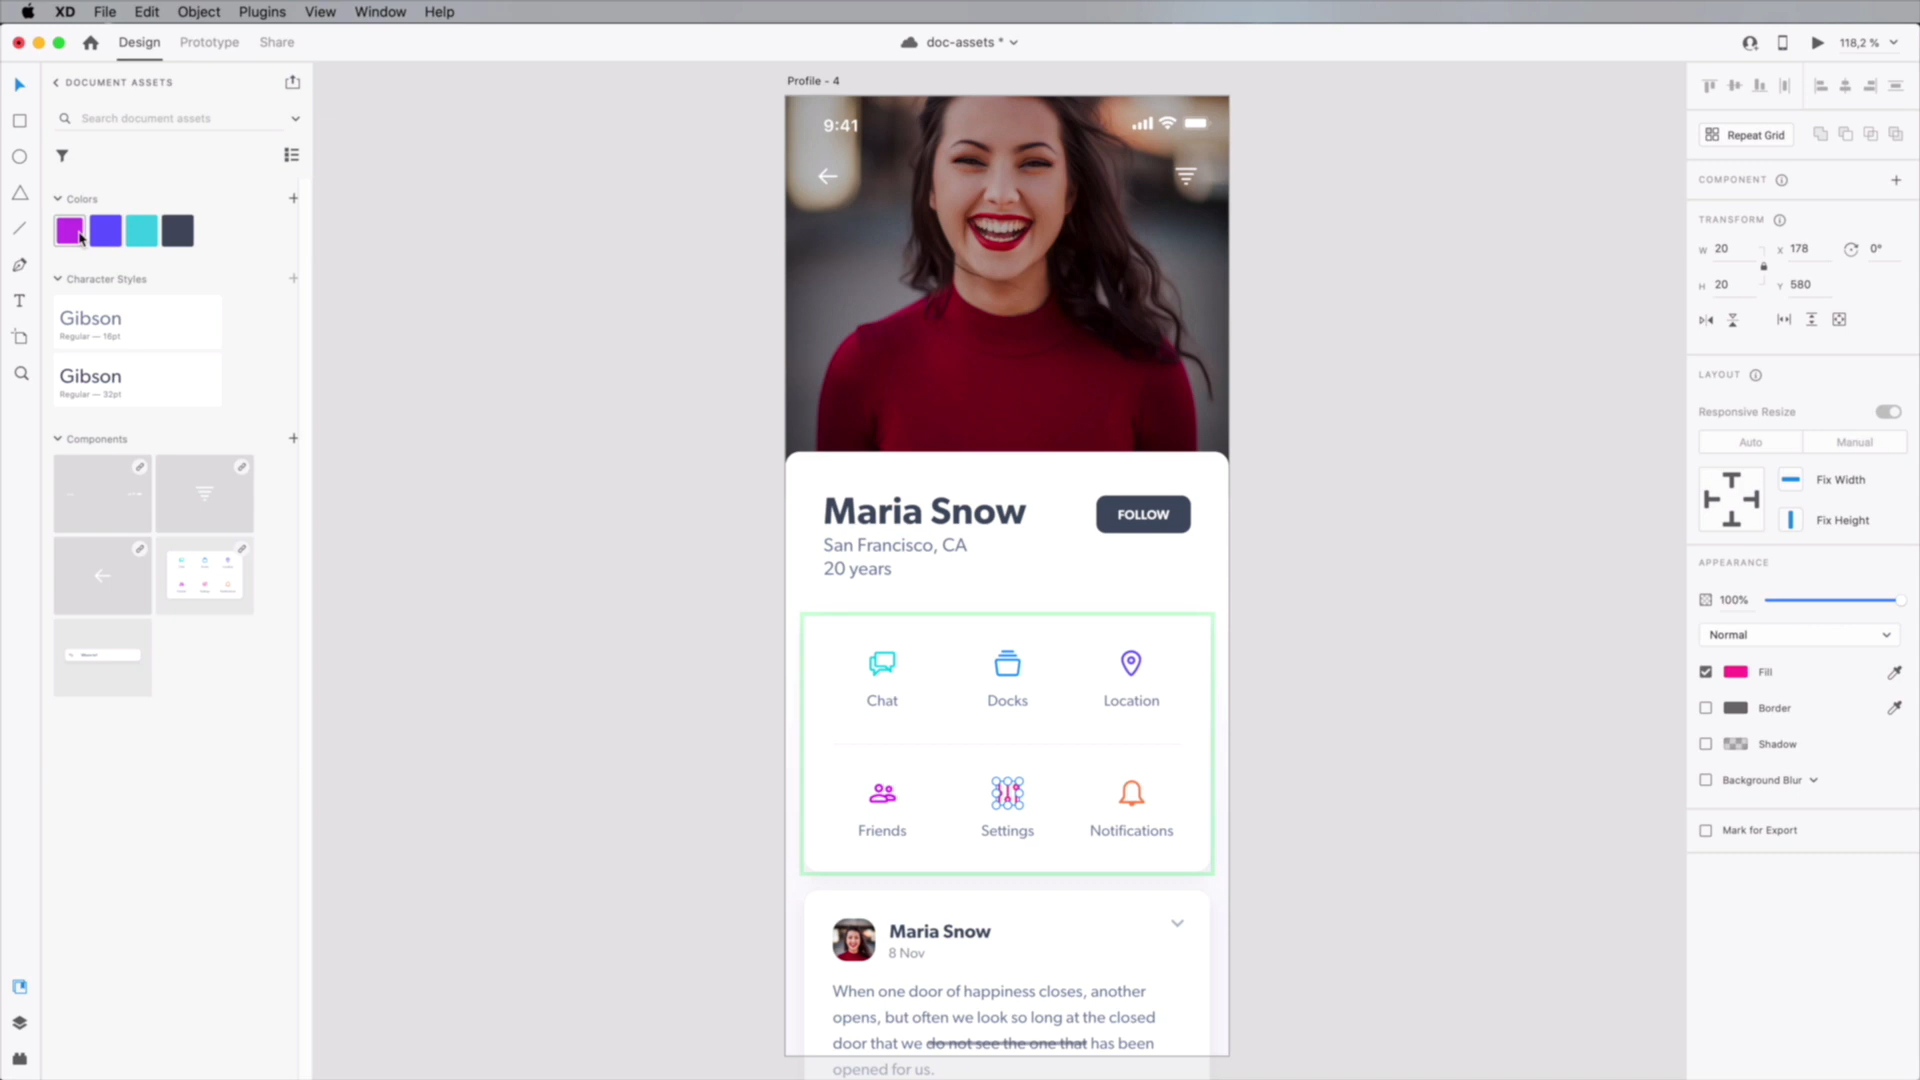 XD File Edit Object Plugins View Window Help
Design Prototype Share
doc-assets *
118,2 %
DOCUMENT ASSETS
Search document assets
Colors
Character Styles
Gibson
Regular — 16pt
Gibson
Regular — 32pt
Components
Profile - 4
9:41
Maria Snow
FOLLOW
San Francisco, CA
20 years
Chat
Docks
Location
Friends
Settings
Notifications
Maria Snow
8 Nov
When one door of happiness closes, another
opens, but often we look so long at the closed
door that we do not see the one that has been
opened for us.
Repeat Grid
COMPONENT
TRANSFORM
W 20 X 178 0°
H 20 Y 580
LAYOUT
Responsive Resize
Auto Manual
Fix Width
Fix Height
APPEARANCE
100%
Normal
Fill
Border
Shadow
Background Blur
Mark for Export